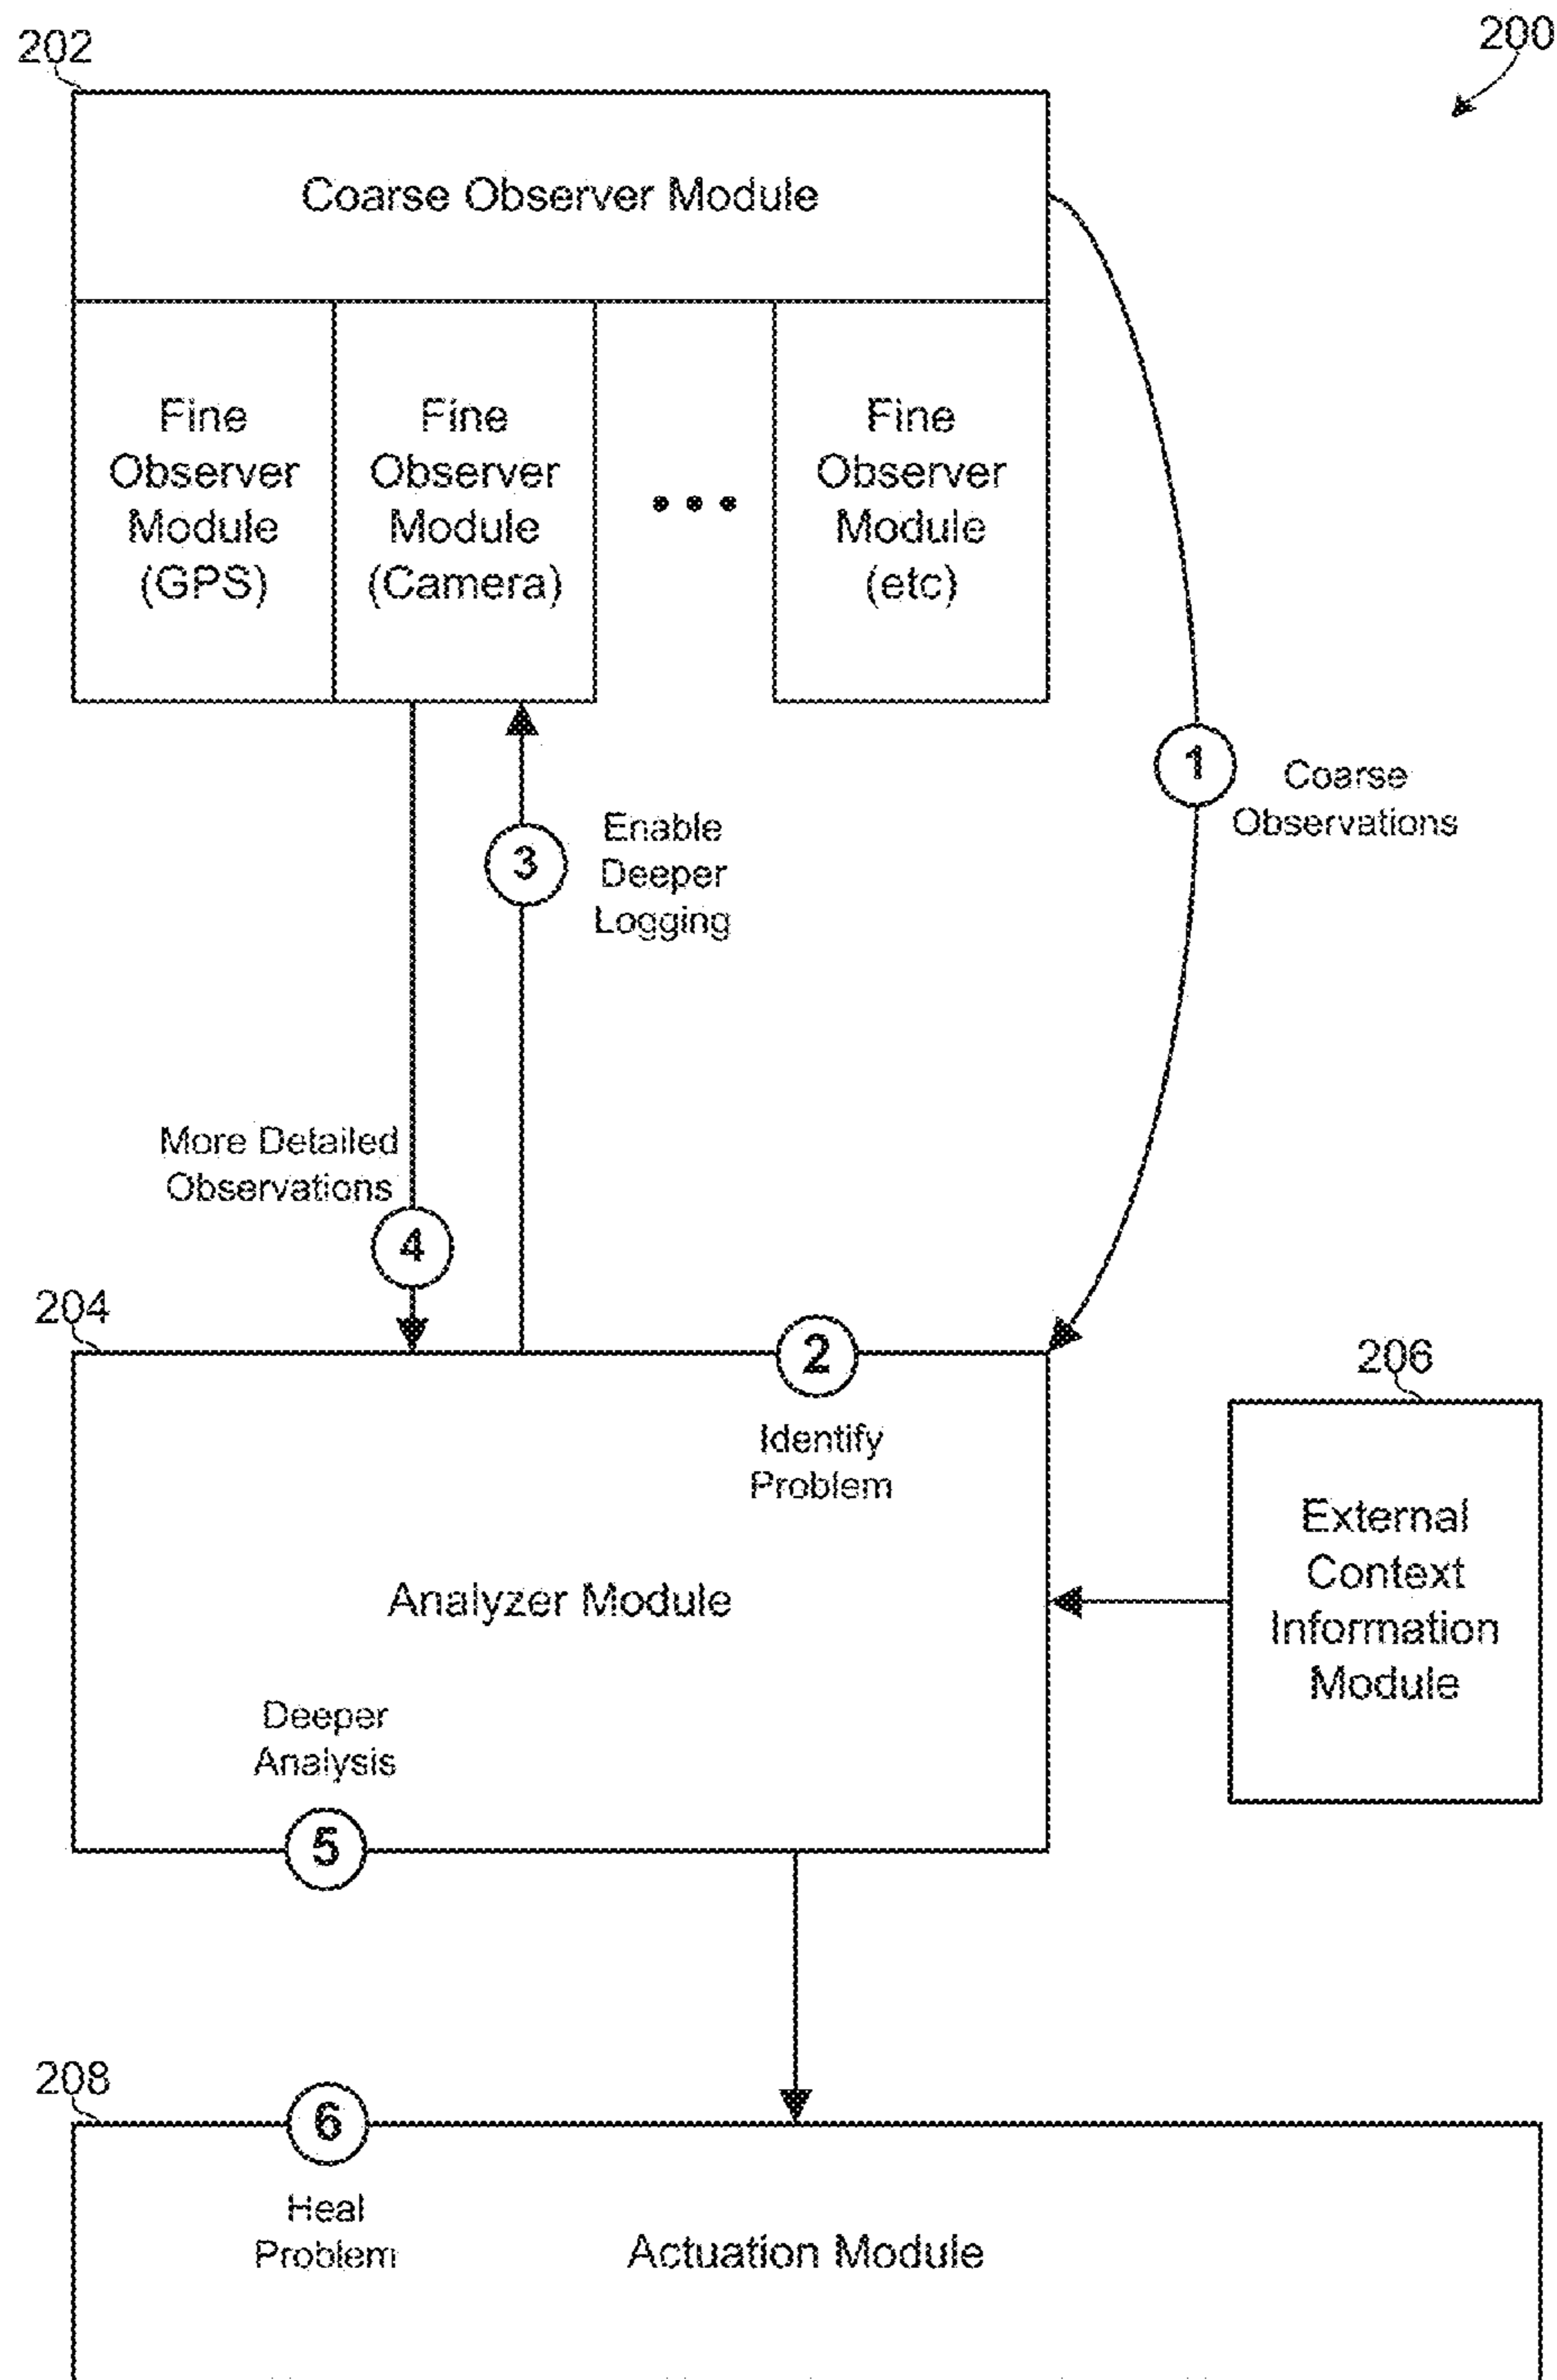 202
200
Coarse Observer Module
Fine
Observer
Module
(GPS)
Fine
Observer
Module
(Camera)
Fine
Observer
Module
(etc)
1
Coarse
Observations
3
Enable
Deeper
Logging
More Detailed
Observations
4
204
2
Identify
Problem
206
External
Context
Information
Module
Analyzer Module
Deeper
Analysis
5
208
6
Heal
Problem
Actuation Module